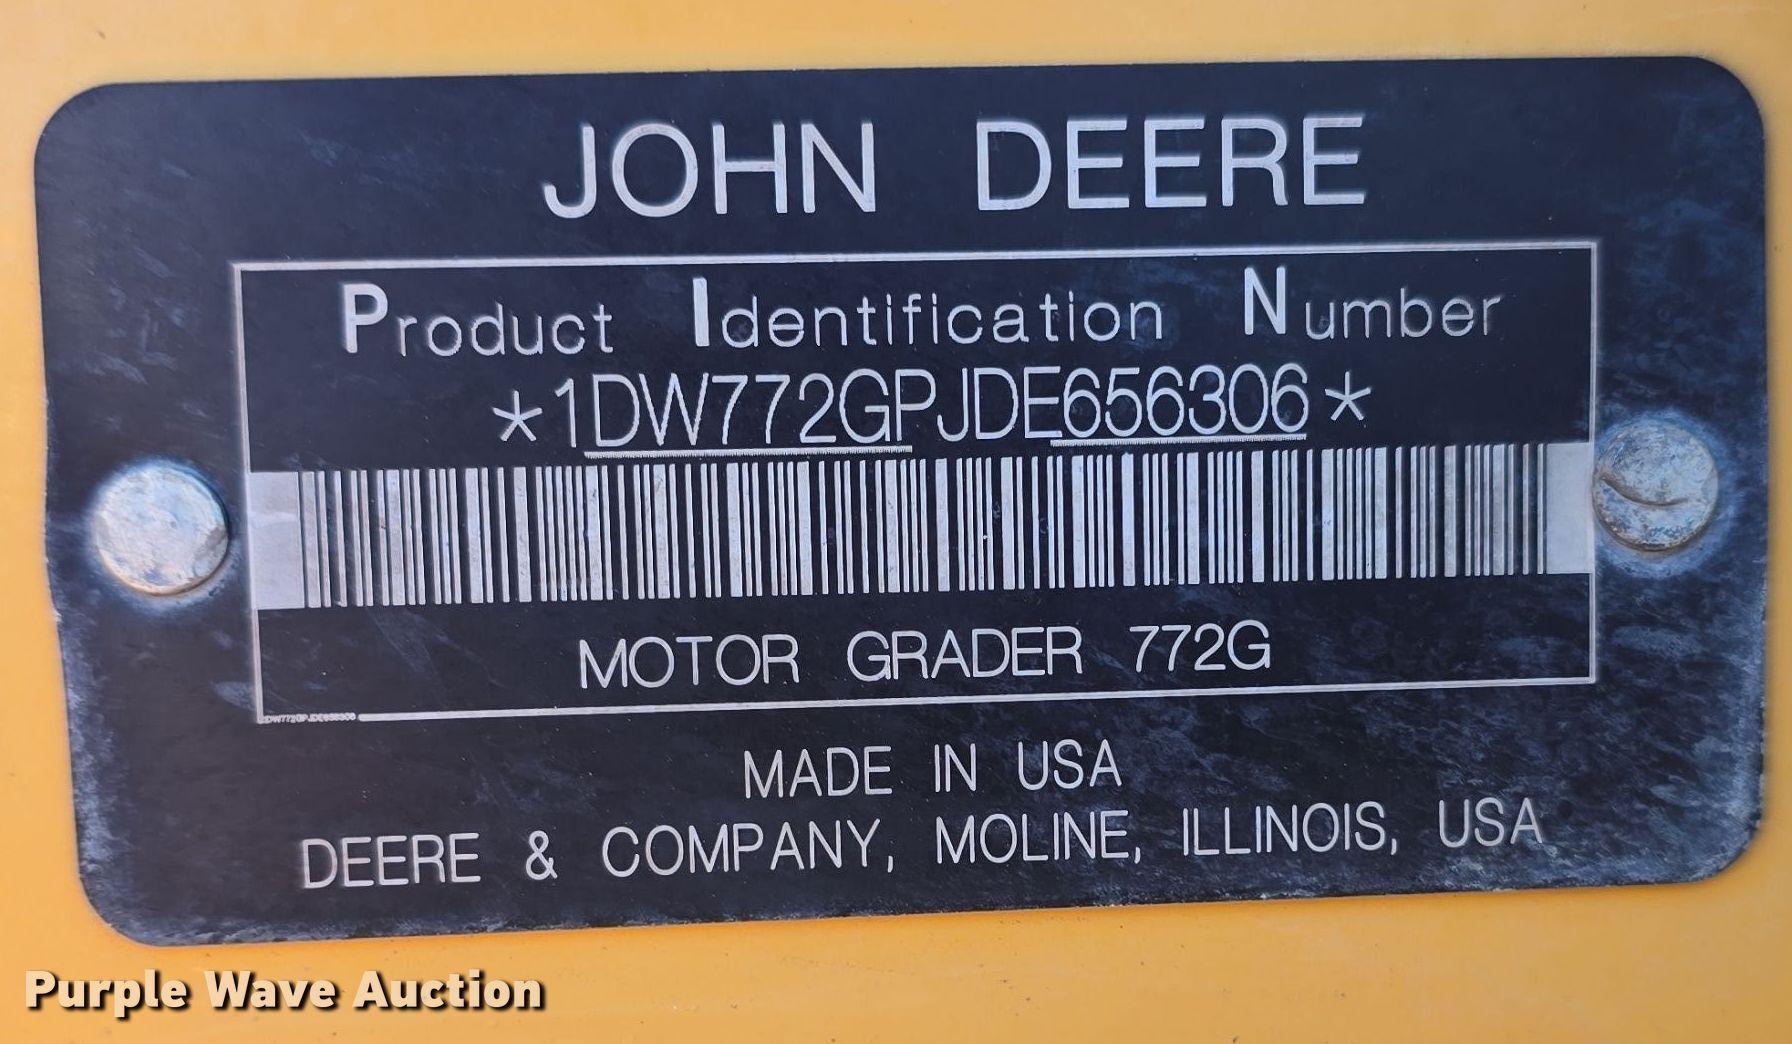 JOHN DEERE
Product Identification Number
*1DW772GPJDE656306*
MOTOR GRADER 772G
1DW772GPJDE656306
MADE IN USA
DEERE & COMPANY, MOLINE, ILLINOIS, USA
Purple Wave Auction